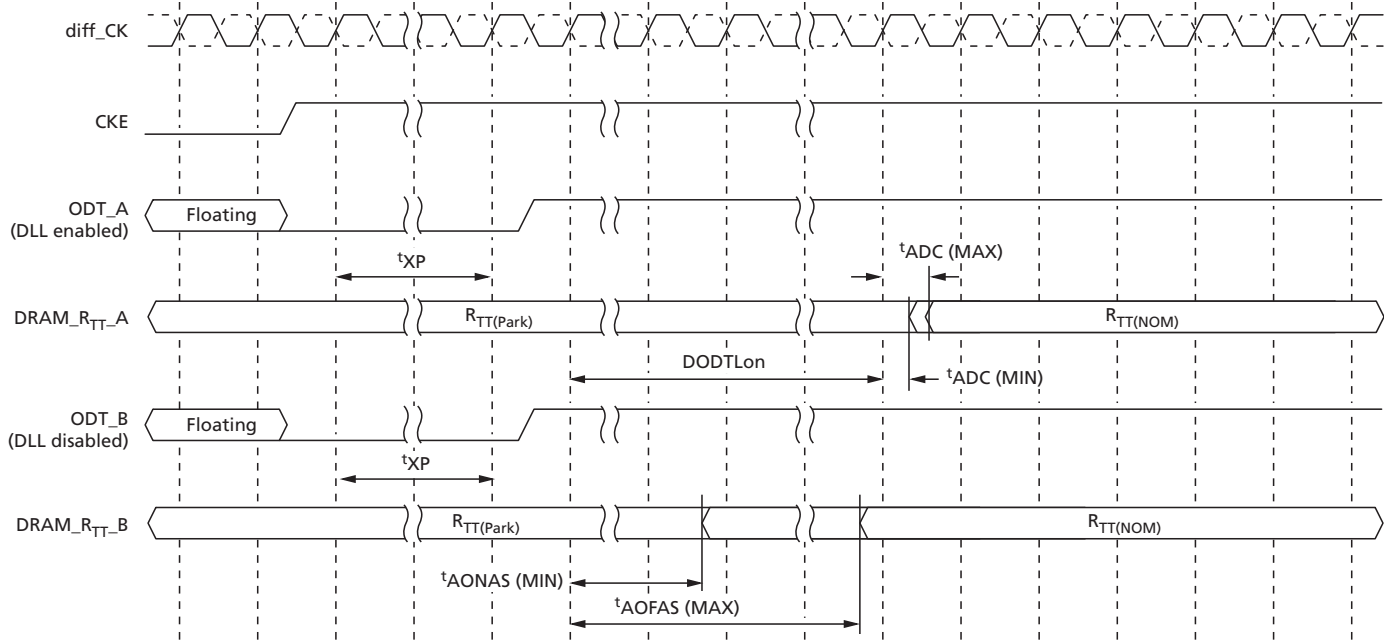 diff_CK
CKE
ODT_A
(DLL enabled)
Floating
tXP
tADC (MAX)
DRAM_RTT_A
RTT(Park)
RTT(NOM)
DODTLon
tADC (MIN)
ODT_B
(DLL disabled)
Floating
tXP
DRAM_RTT_B
RTT(Park)
RTT(NOM)
tAONAS (MIN)
tAOFAS (MAX)